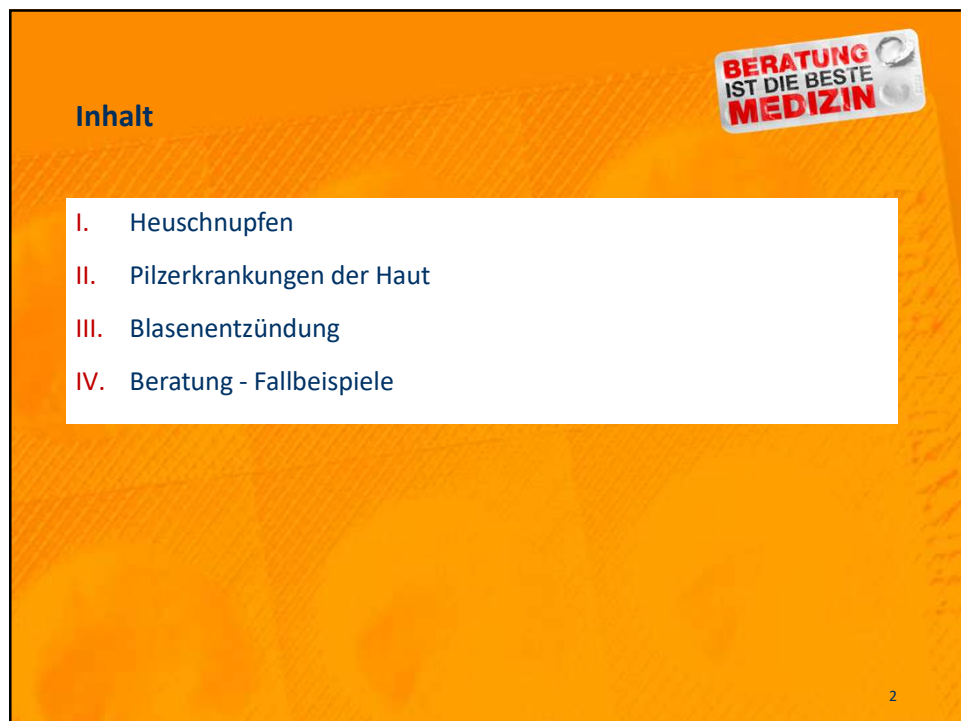 BERATUNG
IST DIE BESTE
MEDIZIN
Inhalt
I. Heuschnupfen
II. Pilzerkrankungen der Haut
III. Blasenentzündung
IV. Beratung - Fallbeispiele
2